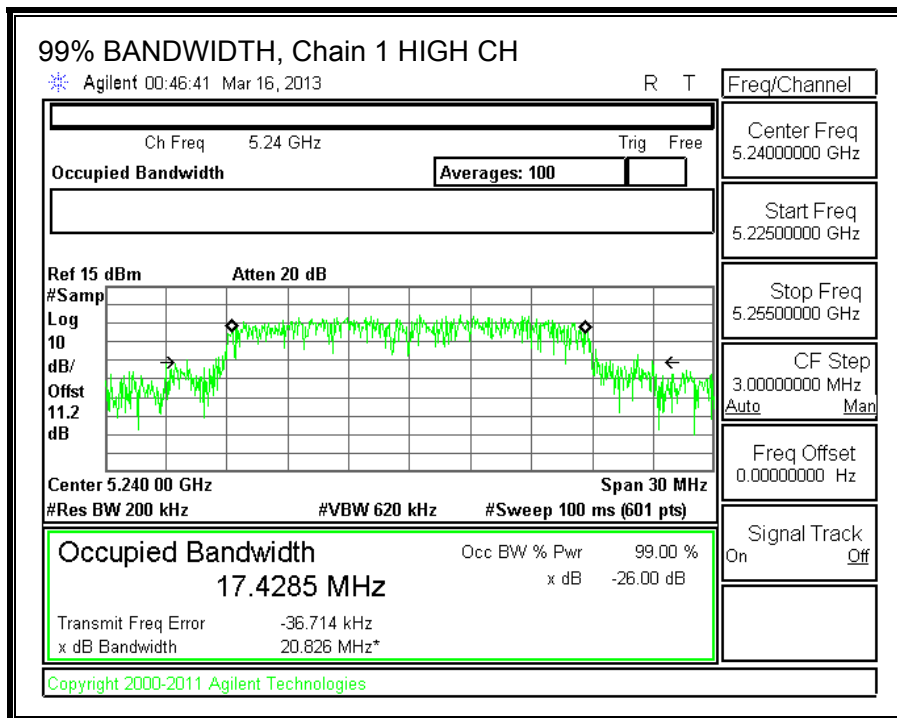 99% BANDWIDTH, Chain 1 HIGH CH
Agilent 00:46:41 Mar 16, 2013 R T
Freq/Channel
Ch Freq 5.24 GHz Trig Free
Occupied Bandwidth Averages: 100
Center Freq
5.24000000 GHz
Start Freq
5.22500000 GHz
Stop Freq
5.25500000 GHz
CF Step
3.00000000 MHz
Auto Man
Freq Offset
0.00000000 Hz
Signal Track
On Off
Ref 15 dBm Atten 20 dB
#Samp
Log
10
dB/
Offst
11.2
dB
Center 5.240 00 GHz Span 30 MHz
#Res BW 200 kHz #VBW 620 kHz #Sweep 100 ms (601 pts)
Occupied Bandwidth Occ BW % Pwr 99.00 %
17.4285 MHz x dB -26.00 dB
Transmit Freq Error -36.714 kHz
x dB Bandwidth 20.826 MHz*
Copyright 2000-2011 Agilent Technologies